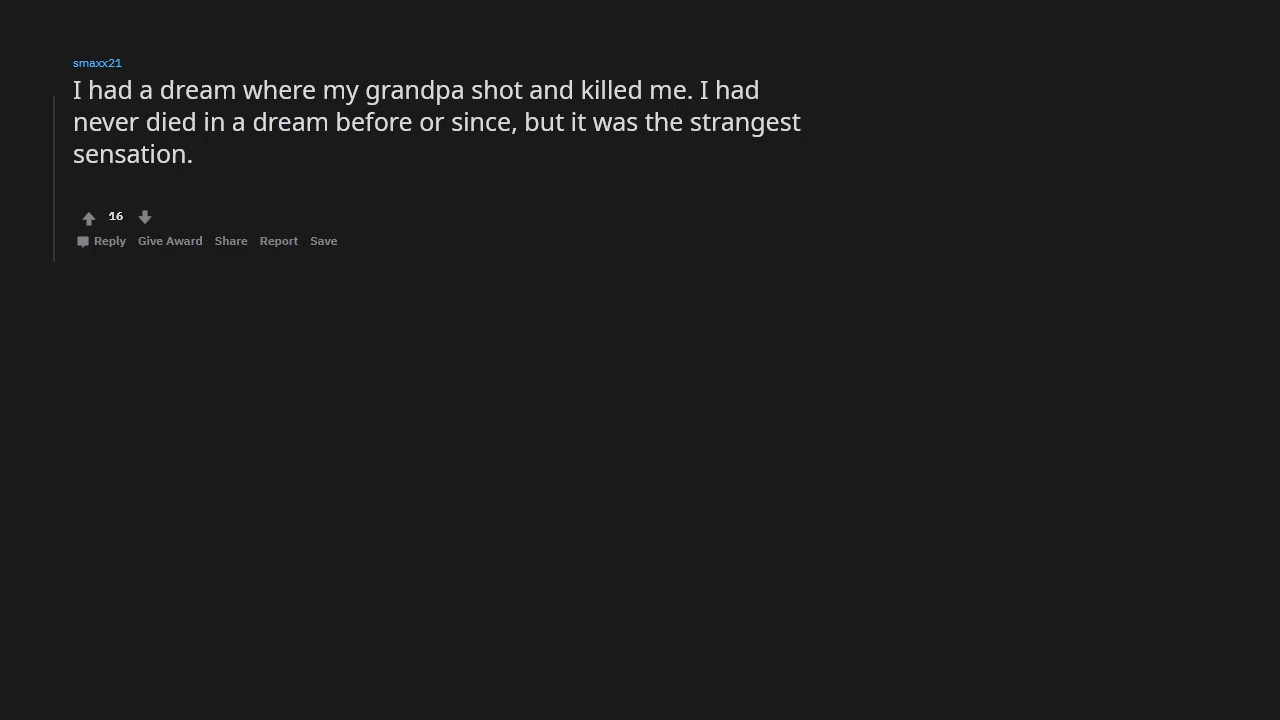 smaxx21
I had a dream where my grandpa shot and killed me. I had
never died in a dream before or since, but it was the strangest
sensation.
16
Reply Give Award Share Report Save